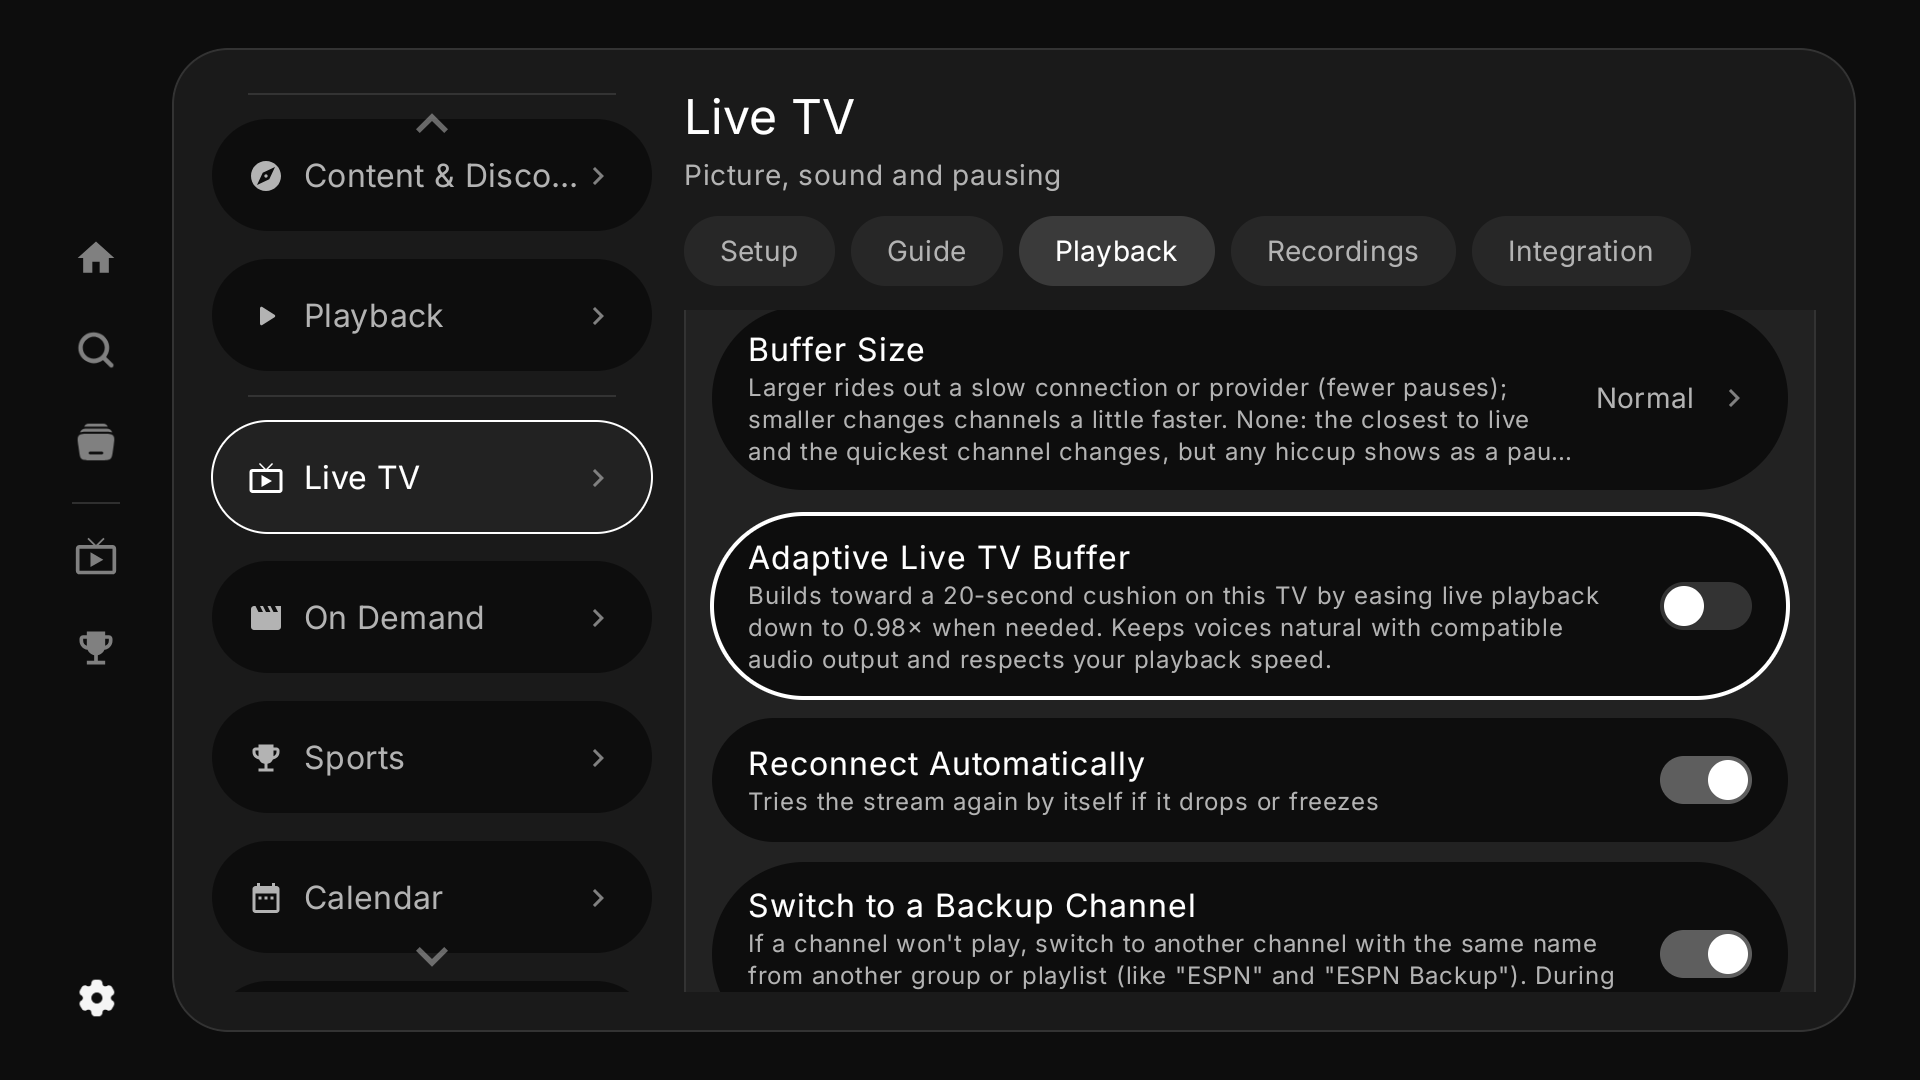 Live TV
Picture, sound and pausing
Setup
Guide
Playback
Recordings
Integration
Content & Disco...
Playback
Live TV
On Demand
Sports
Calendar
Buffer Size
Larger rides out a slow connection or provider (fewer pauses);
smaller changes channels a little faster. None: the closest to live
and the quickest channel changes, but any hiccup shows as a pau...
Normal
Adaptive Live TV Buffer
Builds toward a 20-second cushion on this TV by easing live playback
down to 0.98× when needed. Keeps voices natural with compatible
audio output and respects your playback speed.
Reconnect Automatically
Tries the stream again by itself if it drops or freezes
Switch to a Backup Channel
If a channel won't play, switch to another channel with the same name
from another group or playlist (like "ESPN" and "ESPN Backup"). During